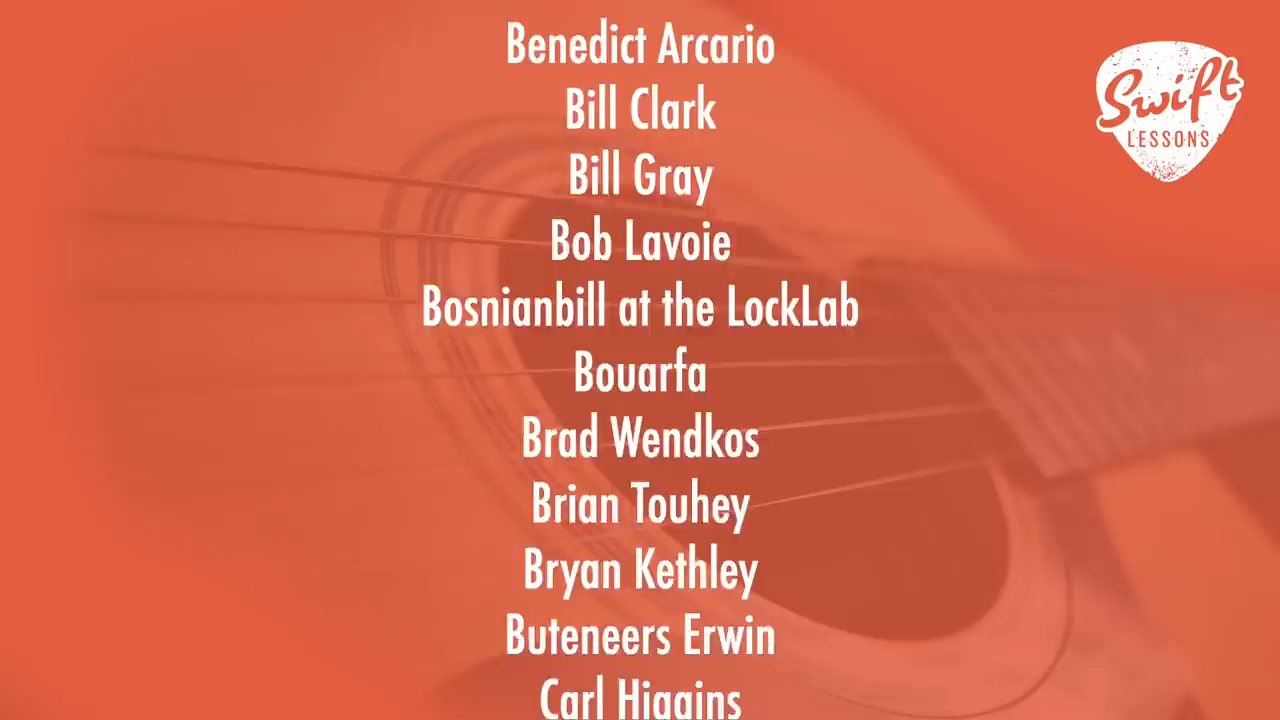 Benedict Arcario
Bill Clark
Bill Gray
Bob Lavoie
Bosnianbill at the LockLab
Bouarfa
Brad Wendkos
Brian Touhey
Bryan Kethley
Buteneers Erwin
Carl Higgins
Swift
LESSONS